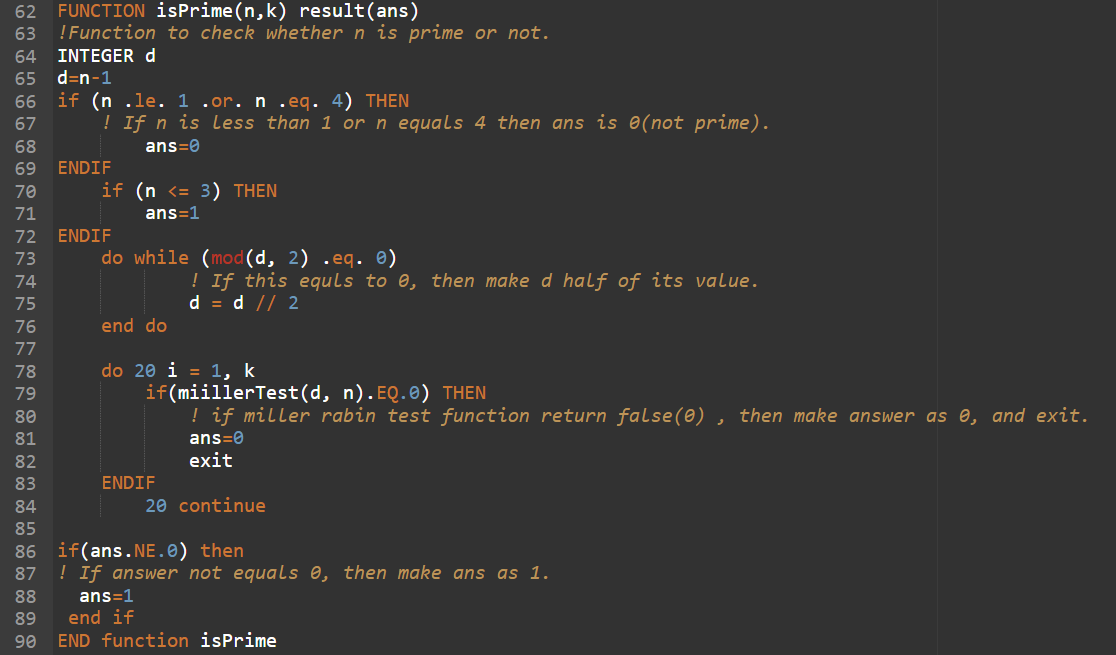 62 FUNCTION isPrime(n,k) result(ans)
63 !Function to check whether n is prime or not.
64 INTEGER d
65 d=n-1
66 if (n .le. 1 .or. n .eq. 4) THEN
67     ! If n is less than 1 or n equals 4 then ans is 0(not prime).
68         ans=0
69 ENDIF
70     if (n <= 3) THEN
71         ans=1
72 ENDIF
73     do while (mod(d, 2) .eq. 0)
74             ! If this equls to 0, then make d half of its value.
75             d = d // 2
76     end do
77
78     do 20 i = 1, k
79         if(miillerTest(d, n).EQ.0) THEN
80             ! if miller rabin test function return false(0) , then make answer as 0, and exit.
81             ans=0
82             exit
83     ENDIF
84         20 continue
85
86 if(ans.NE.0) then
87 ! If answer not equals 0, then make ans as 1.
88   ans=1
89  end if
90 END function isPrime